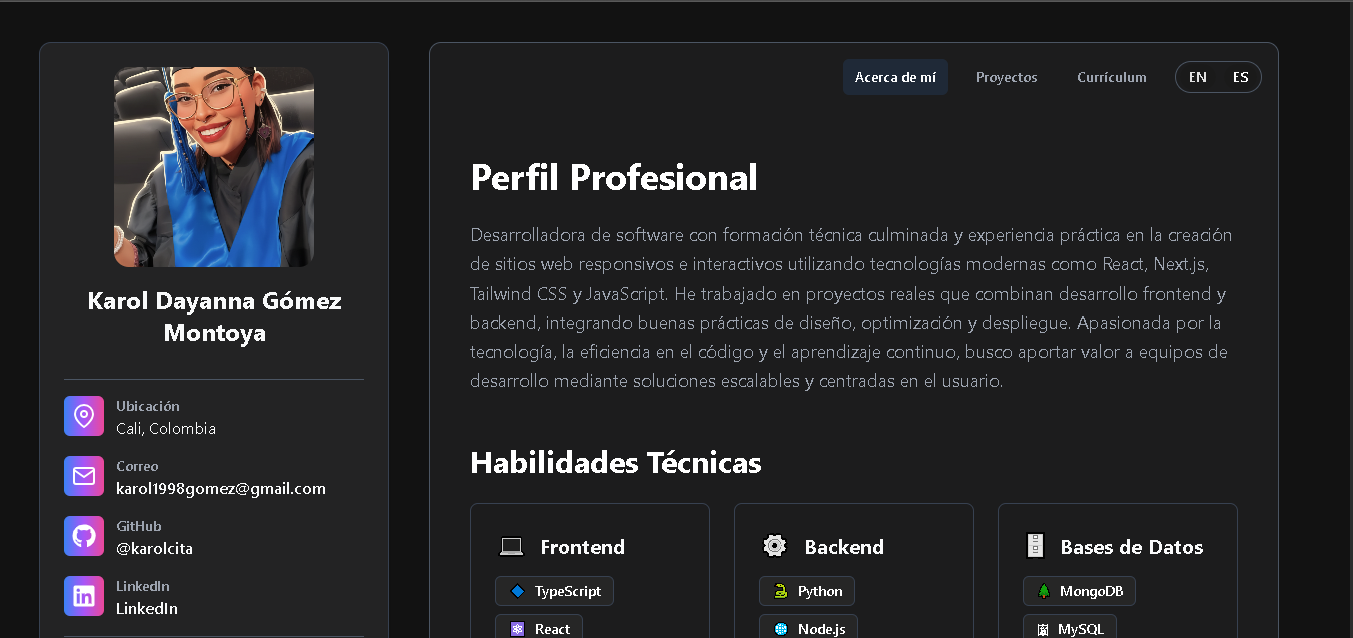 Karol Dayanna Gómez
Montoya
Ubicación
Cali, Colombia
Correo
karol1998gomez@gmail.com
GitHub
@karolcita
LinkedIn
LinkedIn
Acerca de mí
Proyectos
Currículum
EN
ES
Perfil Profesional
Desarrolladora de software con formación técnica culminada y experiencia práctica en la creación
de sitios web responsivos e interactivos utilizando tecnologías modernas como React, Next.js,
Tailwind CSS y JavaScript. He trabajado en proyectos reales que combinan desarrollo frontend y
backend, integrando buenas prácticas de diseño, optimización y despliegue. Apasionada por la
tecnología, la eficiencia en el código y el aprendizaje continuo, busco aportar valor a equipos de
desarrollo mediante soluciones escalables y centradas en el usuario.
Habilidades Técnicas
Frontend
TypeScript
React
Backend
Python
Node.js
Bases de Datos
MongoDB
MySQL